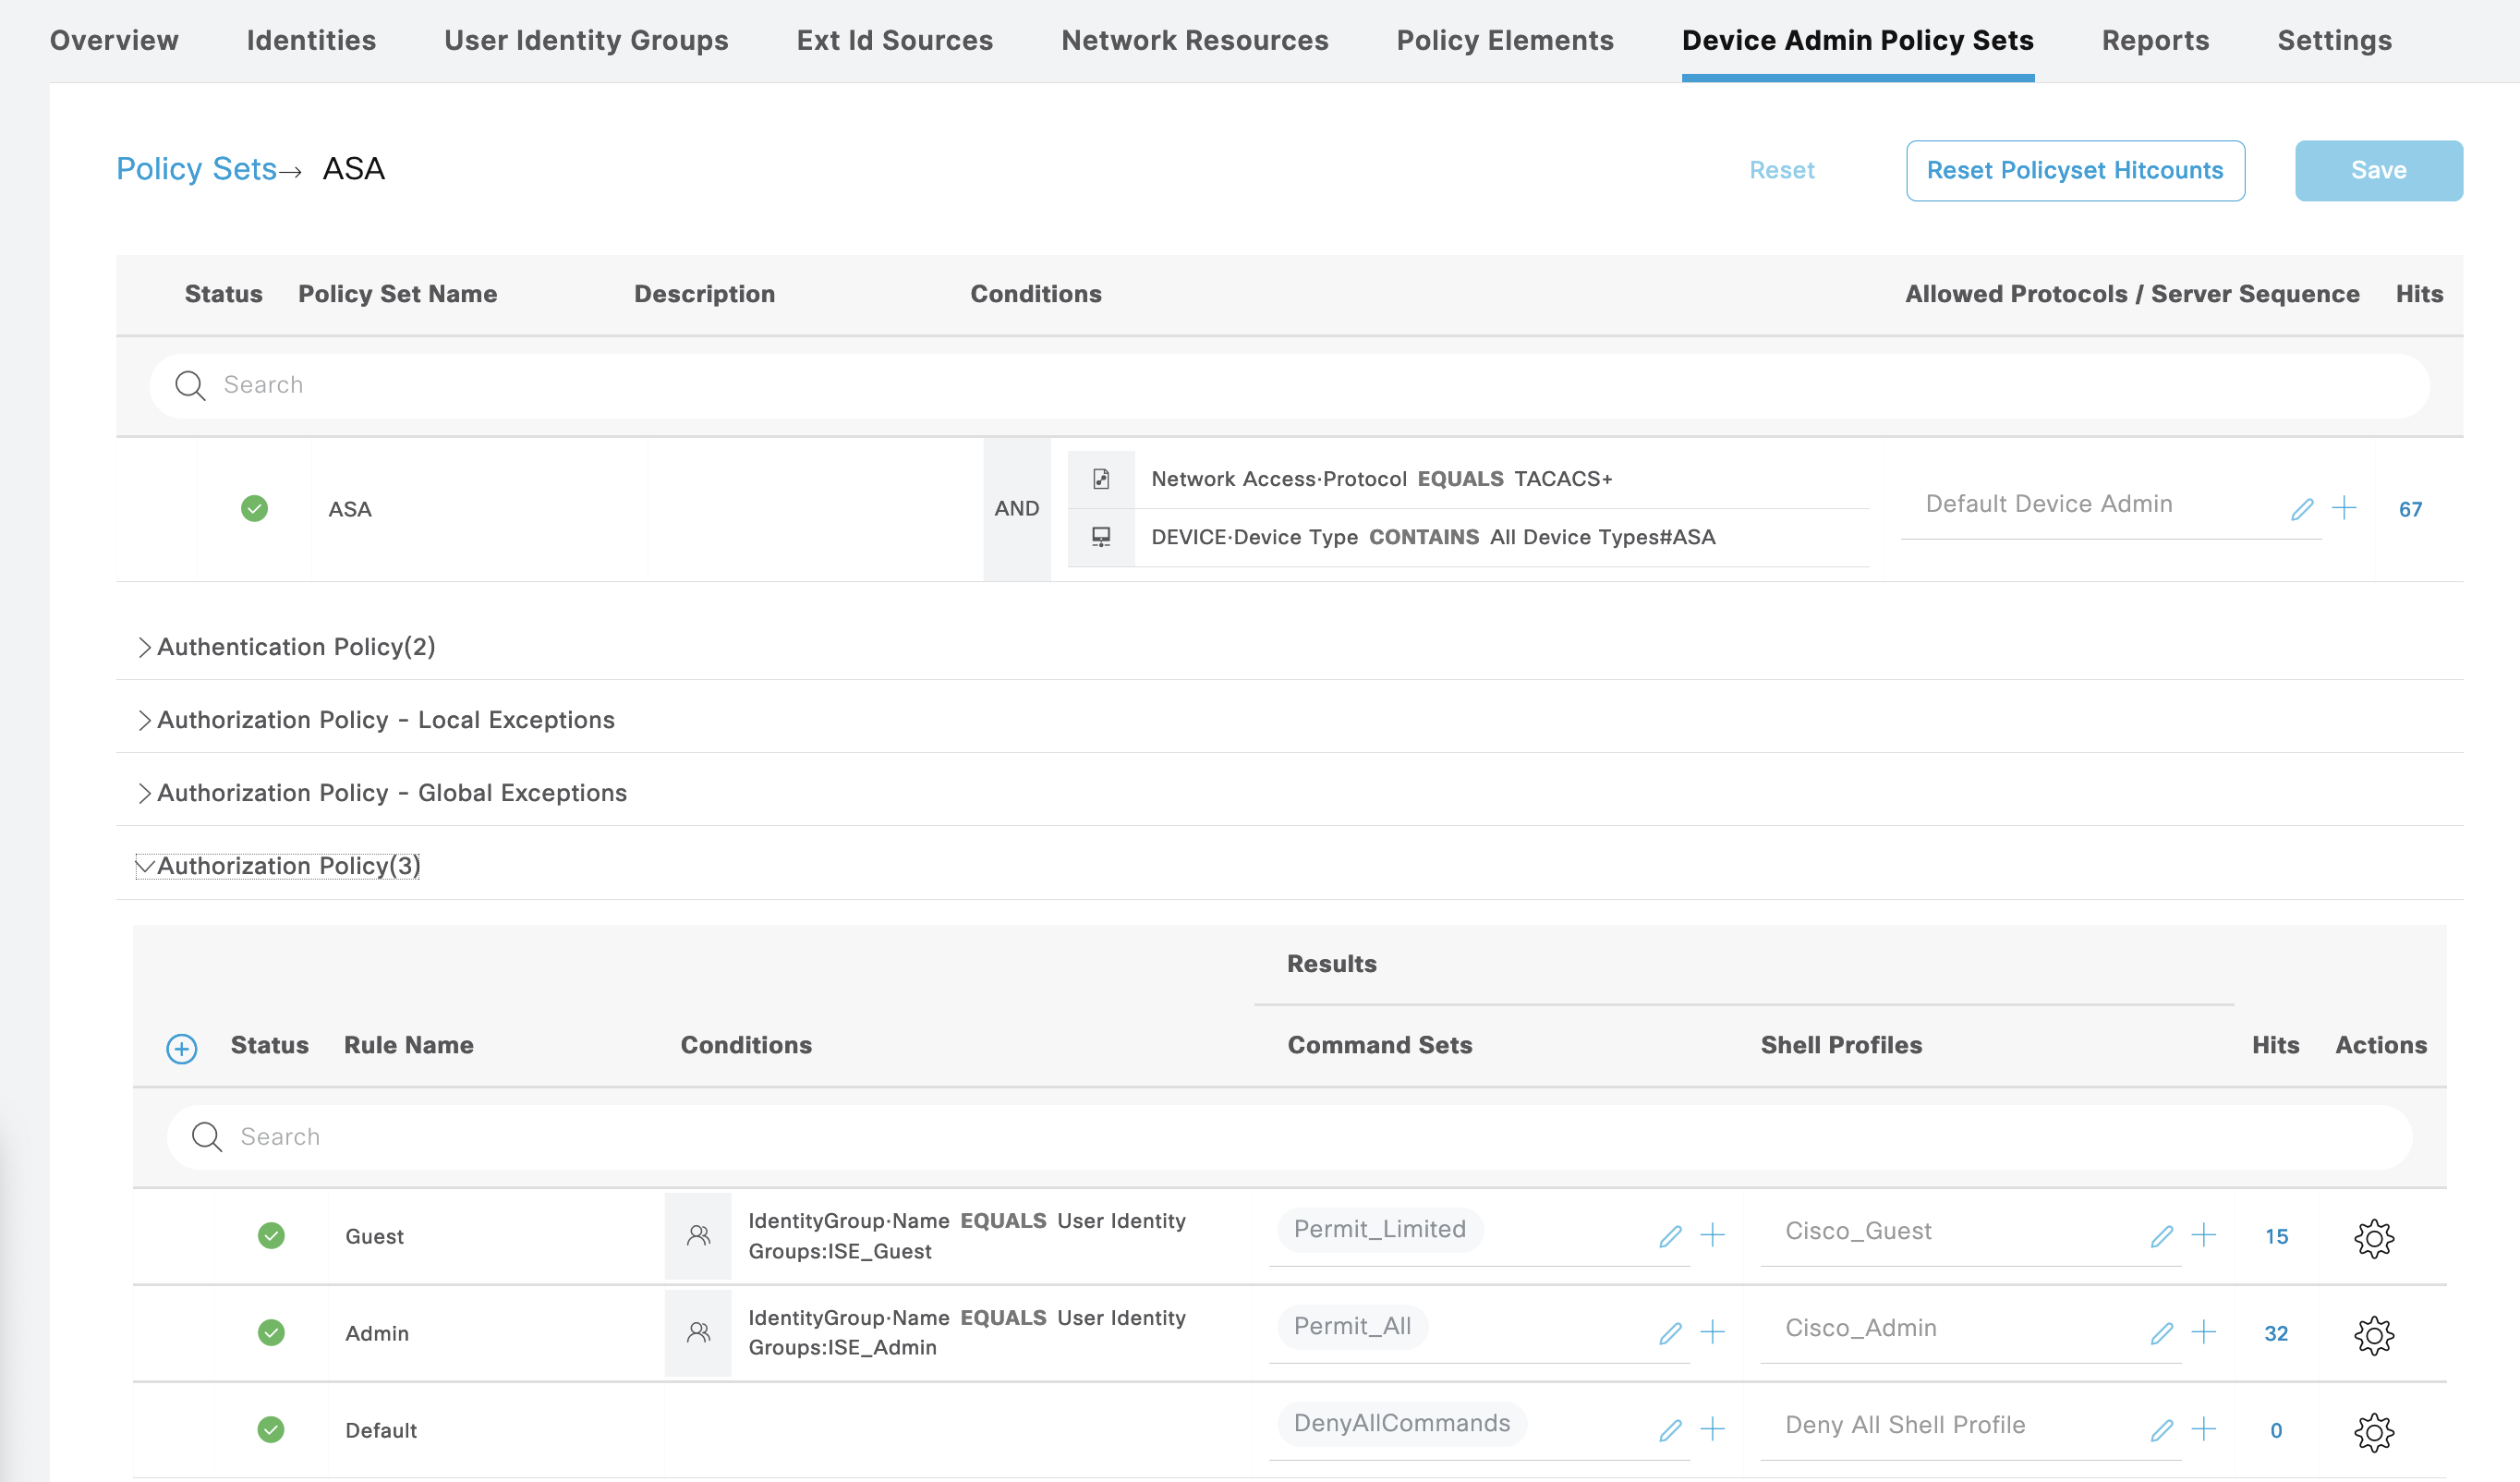 Overview Identities User Identity Groups Ext Id Sources Network Resources Policy Elements Device Admin Policy Sets Reports Settings
Policy Sets→ ASA Reset Reset Policyset Hitcounts Save
Status Policy Set Name Description Conditions Allowed Protocols / Server Sequence Hits
Search
Network Access·Protocol EQUALS TACACS+
ASA AND Default Device Admin 67
DEVICE·Device Type CONTAINS All Device Types#ASA
Authentication Policy(2)
Authorization Policy - Local Exceptions
Authorization Policy - Global Exceptions
Authorization Policy(3)
Results
Status Rule Name Conditions Command Sets Shell Profiles Hits Actions
Search
Guest IdentityGroup·Name EQUALS User Identity Permit_Limited Cisco_Guest 15
Groups:ISE_Guest
Admin IdentityGroup·Name EQUALS User Identity Permit_All Cisco_Admin 32
Groups:ISE_Admin
Default DenyAllCommands Deny All Shell Profile 0